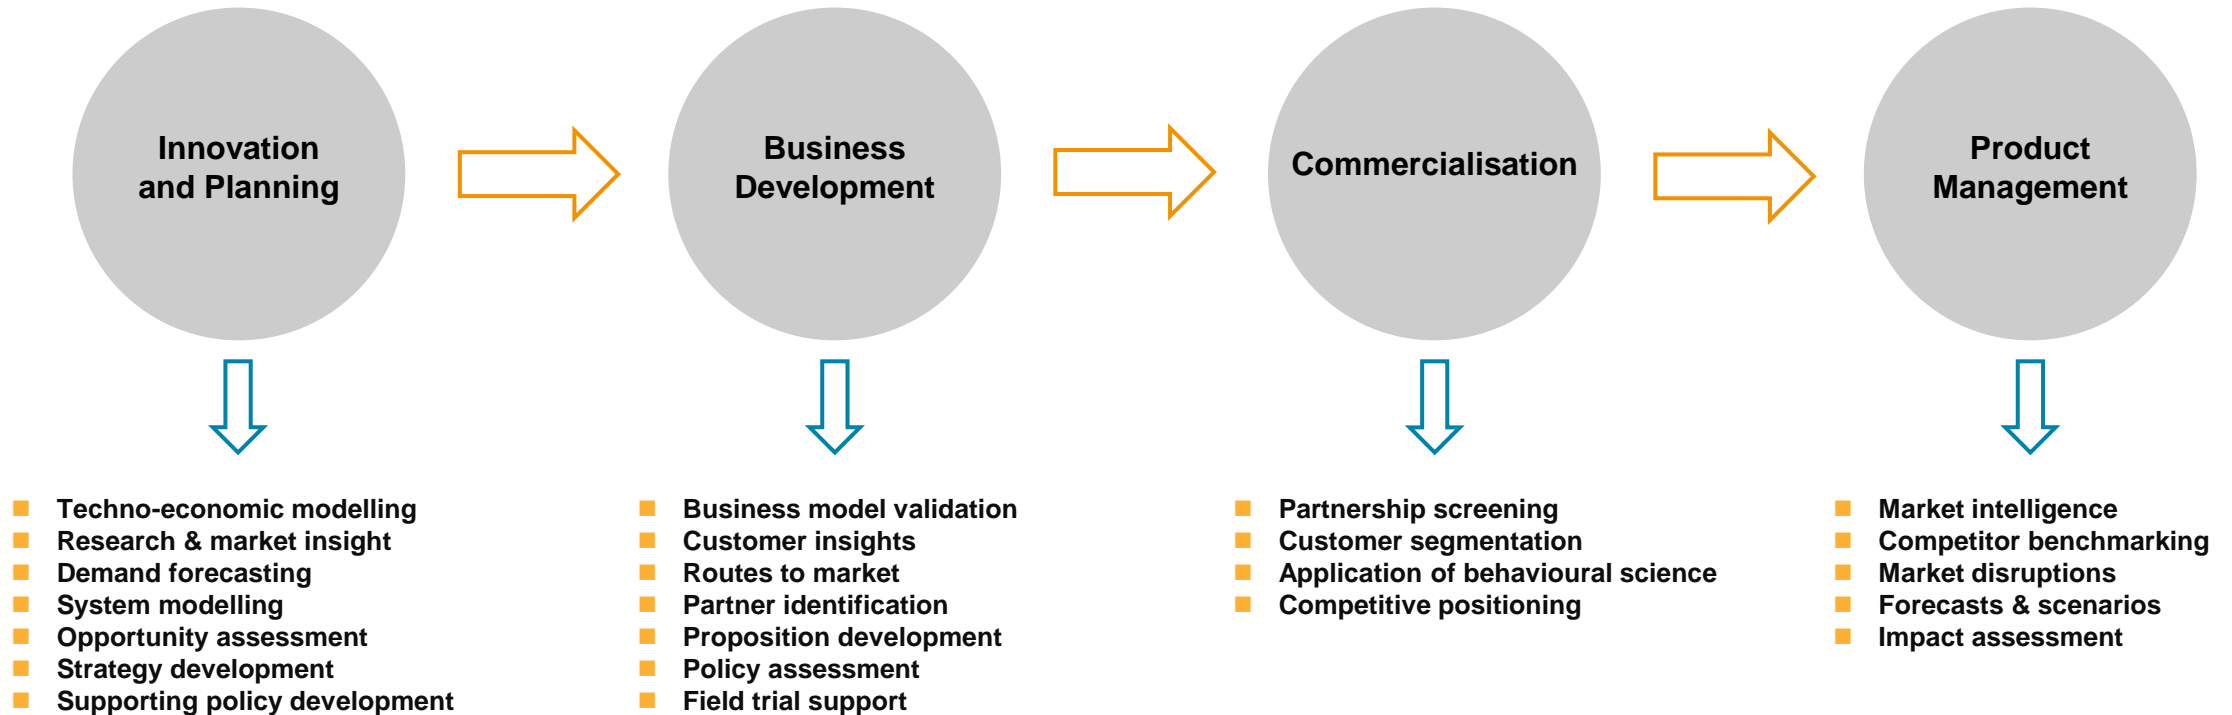 Innovation
and Planning
Business
Development
Commercialisation
Product
Management
Techno-economic modelling
Research & market insight
Demand forecasting
System modelling
Opportunity assessment
Strategy development
Supporting policy development
Business model validation
Customer insights
Routes to market
Partner identification
Proposition development
Policy assessment
Field trial support
Partnership screening
Customer segmentation
Application of behavioural science
Competitive positioning
Market intelligence
Competitor benchmarking
Market disruptions
Forecasts & scenarios
Impact assessment